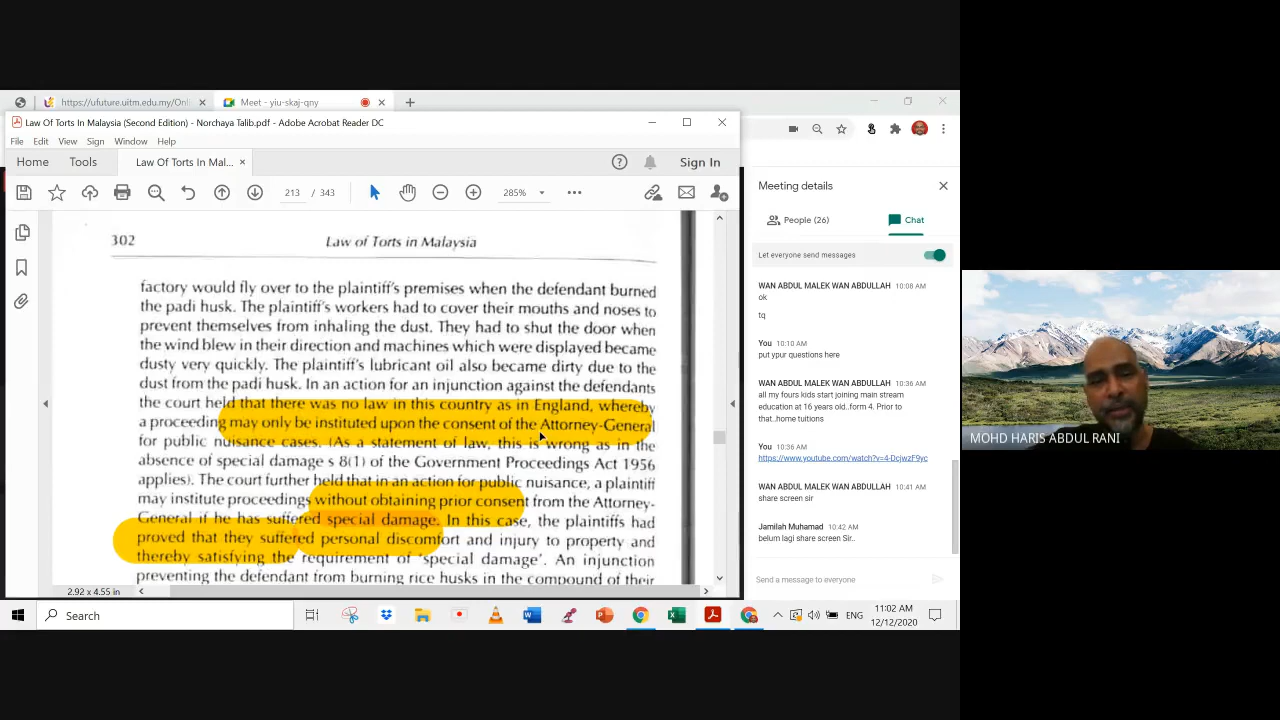 https://ufuture.uitm.edu.my/Onl
Meet - yiu-skaj-qny
Law Of Torts In Malaysia (Second Edition) - Norchaya Talib.pdf - Adobe Acrobat Reader DC
File Edit View Sign Window Help
Home Tools Law Of Torts In Mal... Sign In
213 / 343 285%
302 Law of Torts in Malaysia
factory would fly over to the plaintiff's premises when the defendant burned
the padi husk. The plaintiff's workers had to cover their mouths and noses to
prevent themselves from inhaling the dust. They had to shut the door when
the wind blew in their direction and machines which were displayed became
dusty very quickly. The plaintiff's lubricant oil also became dirty due to the
dust from the padi husk. In an action for an injunction against the defendants
the court held that there was no law in this country as in England, whereby
a proceeding may only be instituted upon the consent of the Attorney-General
for public nuisance cases. (As a statement of law, this is wrong as in the
absence of special damage s 8(1) of the Government Proceedings Act 1956
applies). The court further held that in an action for public nuisance, a plaintiff
may institute proceedings without obtaining prior consent from the Attorney-
General if he has suffered special damage. In this case, the plaintiffs had
proved that they suffered personal discomfort and injury to property and
thereby satisfying the requirement of 'special damage'. An injunction
preventing the defendant from burning rice husks in the compound of their
2.92 x 4.55 in
Meeting details
People (26) Chat
Let everyone send messages
WAN ABDUL MALEK WAN ABDULLAH 10:08 AM
ok
tq
You 10:10 AM
put ypur questions here
WAN ABDUL MALEK WAN ABDULLAH 10:36 AM
all my fours kids start joining main stream
education at 16 years old..form 4. Prior to
that..home tuitions
You 10:36 AM
https://www.youtube.com/watch?v=4-DcjwzF9yc
WAN ABDUL MALEK WAN ABDULLAH 10:41 AM
share screen sir
Jamilah Muhamad 10:42 AM
belum lagi share screen Sir..
Send a message to everyone
MOHD HARIS ABDUL RANI
Search
ENG
11:02 AM
12/12/2020